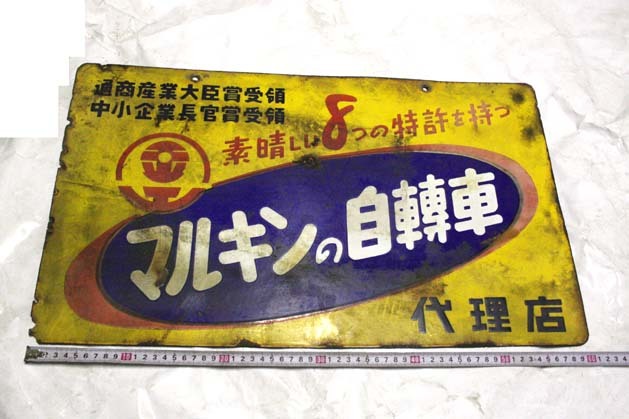 通商産業大臣賞受領
中小企業長官賞受領
素晴しい8つの特許を持つ
マルキンの自轉車
代理店